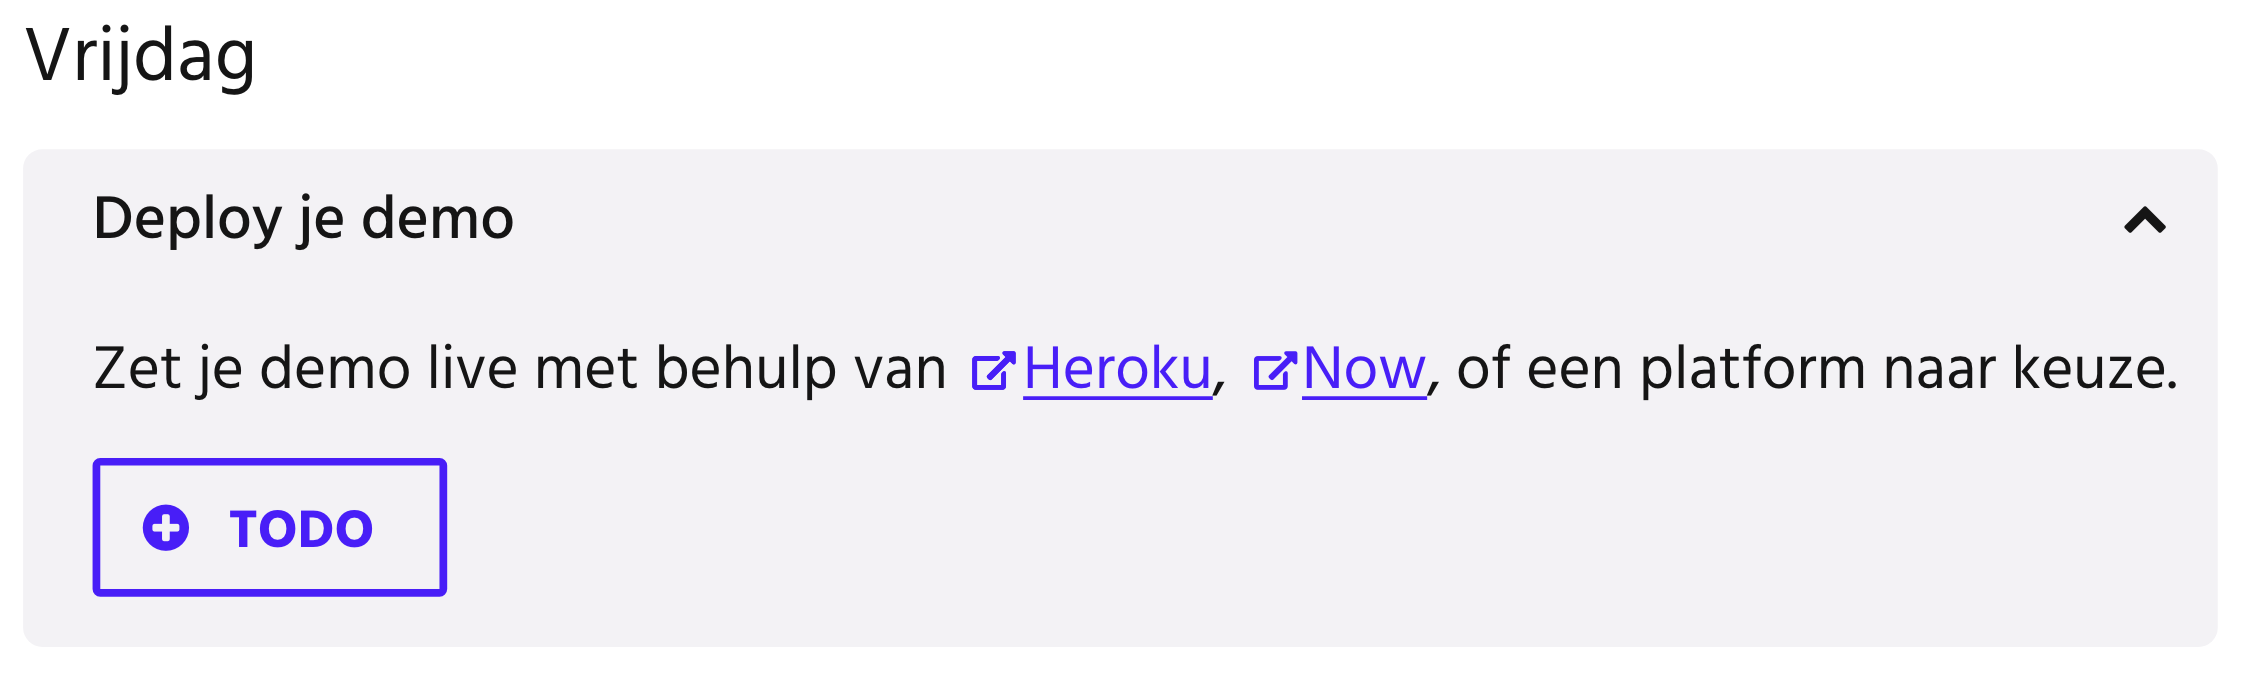 Vrijdag
Deploy je demo
Zet je demo live met behulp van Heroku, Now, of een platform naar keuze.
TODO